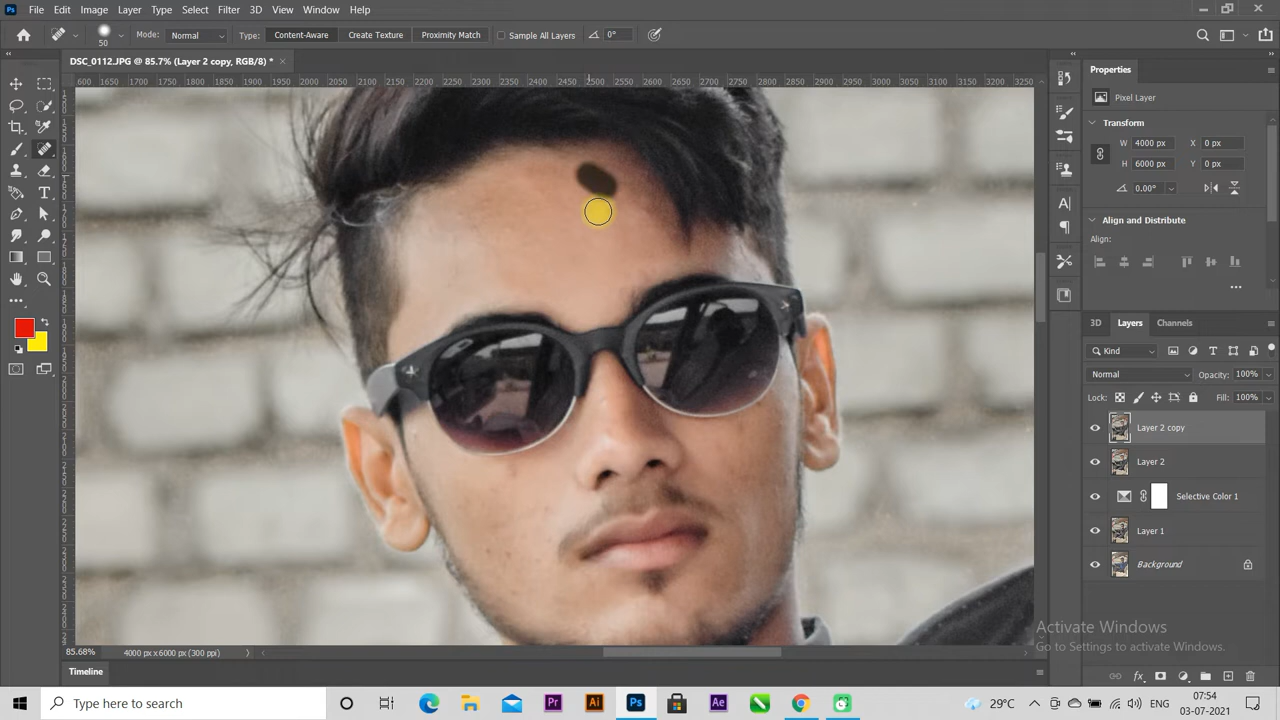 Ps File Edit Image Layer Type Select Filter 3D View Window Help
50 Mode: Normal Type: Content-Aware Create Texture Proximity Match Sample All Layers 0°
DSC_0112.JPG @ 85.7% (Layer 2 copy, RGB/8) *
600 1650 1700 1750 1800 1850 1900 1950 2000 2050 2100 2150 2200 2250 2300 2350 2400 2450 2500 2550 2600 2650 2700 2750 2800 2850 2900 2950 3000 3050 3100 3150 3200 3250
Properties
Pixel Layer
Transform
W 4000 px X 0 px
H 6000 px Y 0 px
0.00°
Align and Distribute
Align:
3D Layers Channels
Kind
Normal Opacity: 100%
Lock: Fill: 100%
Layer 2 copy
Layer 2
Selective Color 1
Layer 1
Background
Activate Windows
Go to Settings to activate Windows.
85.68% 4000 px x 6000 px (300 ppi)
Timeline
Type here to search
Pr Ai Ps Ae
29°C ENG
07:54
03-07-2021